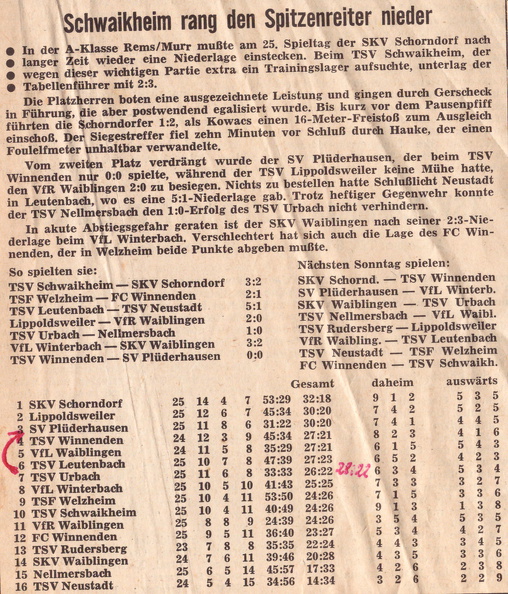 Schwaikheim rang den Spitzenreiter nieder
● In der A-Klasse Rems/Murr mußte am 25. Spieltag der SKV Schorndorf nach
● langer Zeit wieder eine Niederlage einstecken. Beim TSV Schwaikheim, der
● wegen dieser wichtigen Partie extra ein Trainingslager aufsuchte, unterlag der
● Tabellenführer mit 2:3.
Die Platzherren boten eine ausgezeichnete Leistung und gingen durch Gerscheck
in Führung, die aber postwendend egalisiert wurde. Bis kurz vor dem Pausenpfiff
führten die Schorndorfer 1:2, als Kowacs einen 16-Meter-Freistoß zum Ausgleich
einschoß. Der Siegestreffer fiel zehn Minuten vor Schluß durch Hauke, der einen
Foulelfmeter unhaltbar verwandelte.
Vom zweiten Platz verdrängt wurde der SV Plüderhausen, der beim TSV
Winnenden nur 0:0 spielte, während der TSV Lippoldsweiler keine Mühe hatte,
den VfR Waiblingen 2:0 zu besiegen. Nichts zu bestellen hatte Schlußlicht Neustadt
in Leutenbach, wo es eine 5:1-Niederlage gab. Trotz heftiger Gegenwehr konnte
der TSV Nellmersbach den 1:0-Erfolg des TSV Urbach nicht verhindern.
In akute Abstiegsgefahr geraten ist der SKV Waiblingen nach seiner 2:3-Nie-
derlage beim VfL Winterbach. Verschlechtert hat sich auch die Lage des FC Win-
nenden, der in Welzheim beide Punkte abgeben mußte.
So spielten sie:
TSV Schwaikheim — SKV Schorndorf 3:2
TSF Welzheim — FC Winnenden 2:1
TSV Leutenbach — TSV Neustadt 5:1
Lippoldsweiler — VfR Waiblingen 2:0
TSV Urbach — Nellmersbach 1:0
VfL Winterbach — SKV Waiblingen 3:2
TSV Winnenden — SV Plüderhausen 0:0
Nächsten Sonntag spielen:
SKV Schornd. — TSV Winnenden
SV Plüderhausen — VfL Winterb.
SKV Waiblingen — TSV Urbach
TSV Nellmersbach — VfL Waibl.
TSV Rudersberg — Lippoldsweiler
VfR Waibling. — TSV Leutenbach
TSV Neustadt — TSF Welzheim
FC Winnenden — TSV Schwaikh.
Gesamt daheim auswärts
1 SKV Schorndorf 25 14 4 7 53:29 32:18 9 1 2 5 3 5
2 Lippoldsweiler 25 12 6 7 45:34 30:20 7 4 2 5 2 5
3 SV Plüderhausen 25 11 8 6 31:22 30:20 7 4 1 4 4 5
4 TSV Winnenden 24 12 3 9 45:34 27:21 8 2 3 4 1 6
5 VfL Waiblingen 24 11 5 8 35:29 27:21 6 1 5 5 4 3
6 TSV Leutenbach 25 10 7 8 47:39 27:23 6 5 2 4 2 6
7 TSV Urbach 25 11 6 8 33:33 26:22 28:22 6 3 4 5 3 4
8 VfL Winterbach 25 10 5 10 41:43 25:25 7 3 3 3 2 7
9 TSF Welzheim 25 10 4 11 53:50 24:26 7 1 5 3 3 6
10 TSV Schwaikheim 25 10 4 11 40:49 24:26 9 1 3 1 3 8
11 VfR Waiblingen 25 8 8 9 24:39 24:26 3 5 4 5 3 5
12 FC Winnenden 25 9 5 11 36:40 23:27 5 3 4 4 2 7
13 TSV Rudersberg 23 7 8 8 35:35 22:24 4 4 3 3 4 5
14 SKV Waiblingen 24 7 6 11 39:46 20:28 4 3 5 3 3 6
15 Nellmersbach 25 6 5 14 45:57 17:33 4 2 6 2 3 8
16 TSV Neustadt 24 5 4 15 34:56 14:34 3 2 6 2 2 9